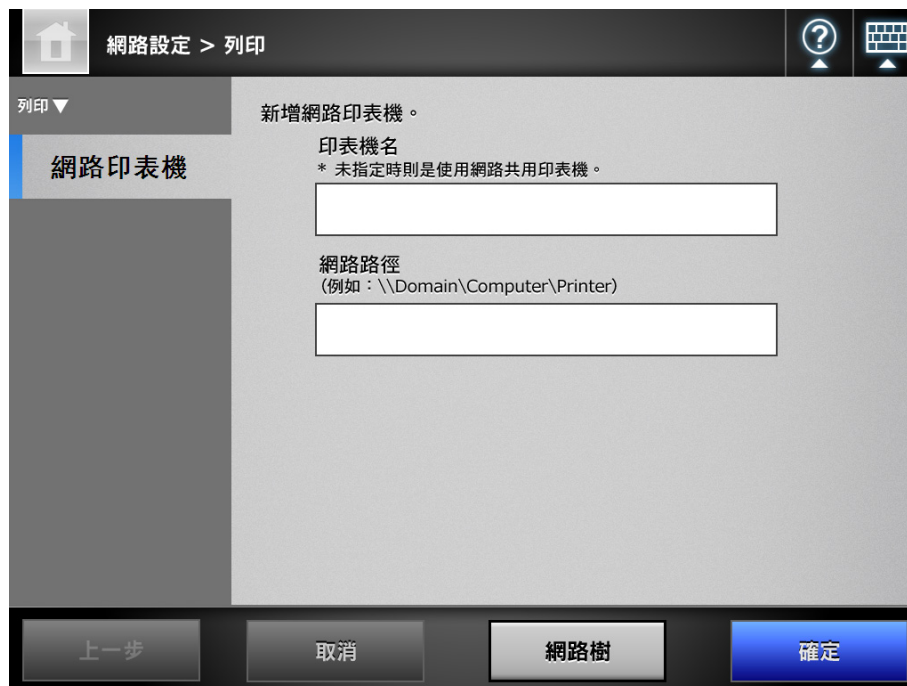 網路設定 > 列印
列印▼
網路印表機
新增網路印表機。
印表機名
* 未指定時則是使用網路共用印表機。
網路路徑
(例如：\\Domain\Computer\Printer)
上一步
取消
網路樹
確定